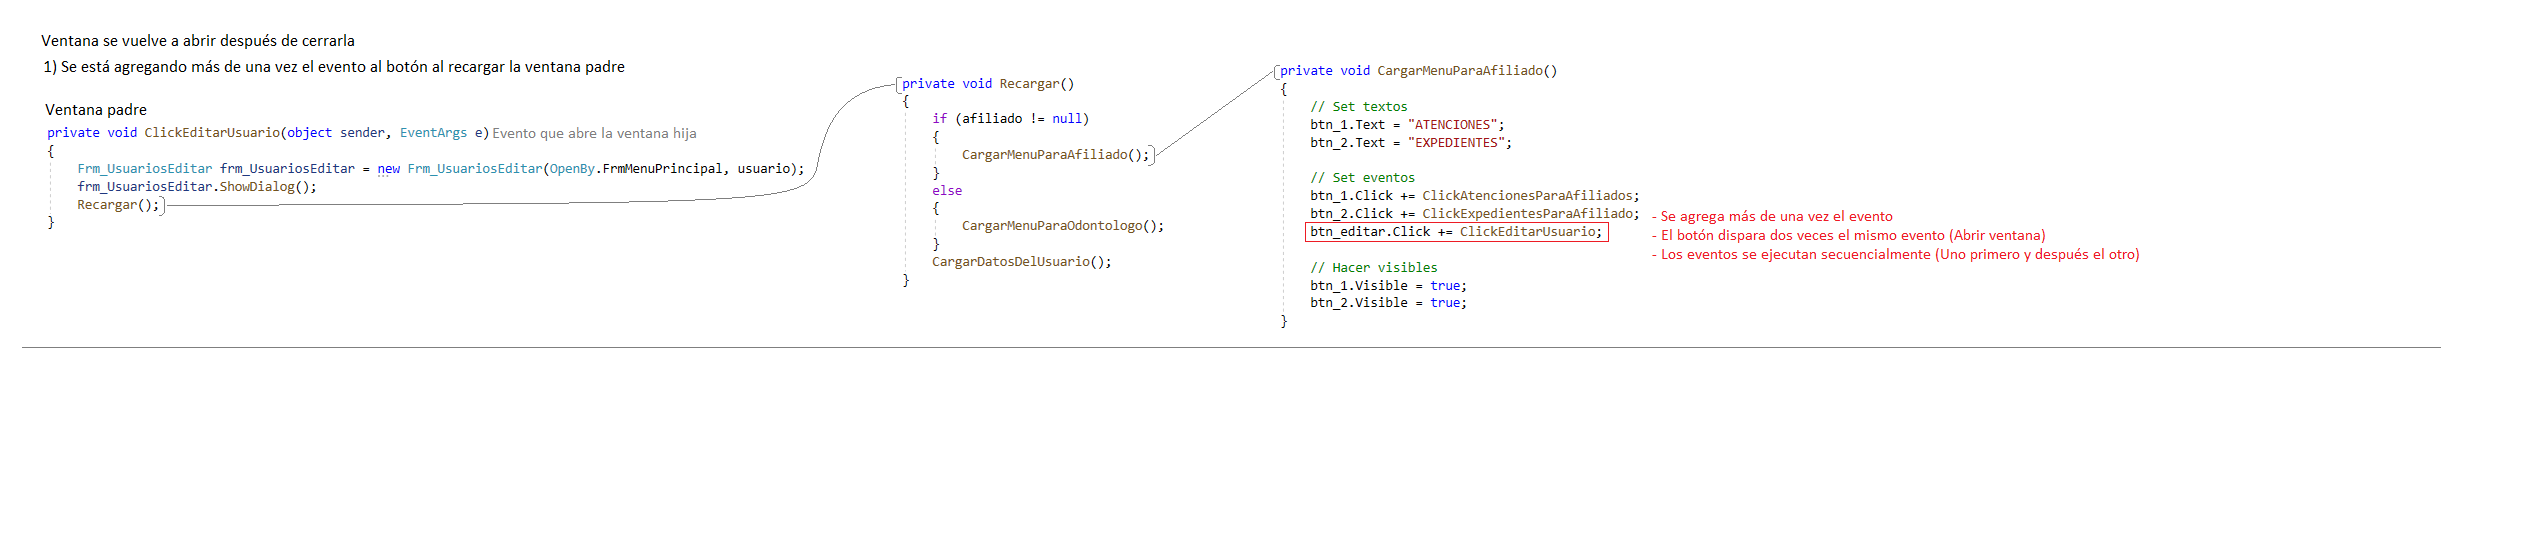 Ventana se vuelve a abrir después de cerrarla
1) Se está agregando más de una vez el evento al botón al recargar la ventana padre
Ventana padre
private void ClickEditarUsuario(object sender, EventArgs e) Evento que abre la ventana hija
{
Frm_UsuariosEditar frm_UsuariosEditar = new Frm_UsuariosEditar(OpenBy.FrmMenuPrincipal, usuario);
frm_UsuariosEditar.ShowDialog();
Recargar();
}
private void Recargar()
{
if (afiliado != null)
{
CargarMenuParaAfiliado();
}
else
{
CargarMenuParaOdontologo();
}
CargarDatosDelUsuario();
}
private void CargarMenuParaAfiliado()
{
// Set textos
btn_1.Text = "ATENCIONES";
btn_2.Text = "EXPEDIENTES";
// Set eventos
btn_1.Click += ClickAtencionesParaAfiliados;
btn_2.Click += ClickExpedientesParaAfiliado;
btn_editar.Click += ClickEditarUsuario;
- Se agrega más de una vez el evento
- El botón dispara dos veces el mismo evento (Abrir ventana)
- Los eventos se ejecutan secuencialmente (Uno primero y después el otro)
// Hacer visibles
btn_1.Visible = true;
btn_2.Visible = true;
}